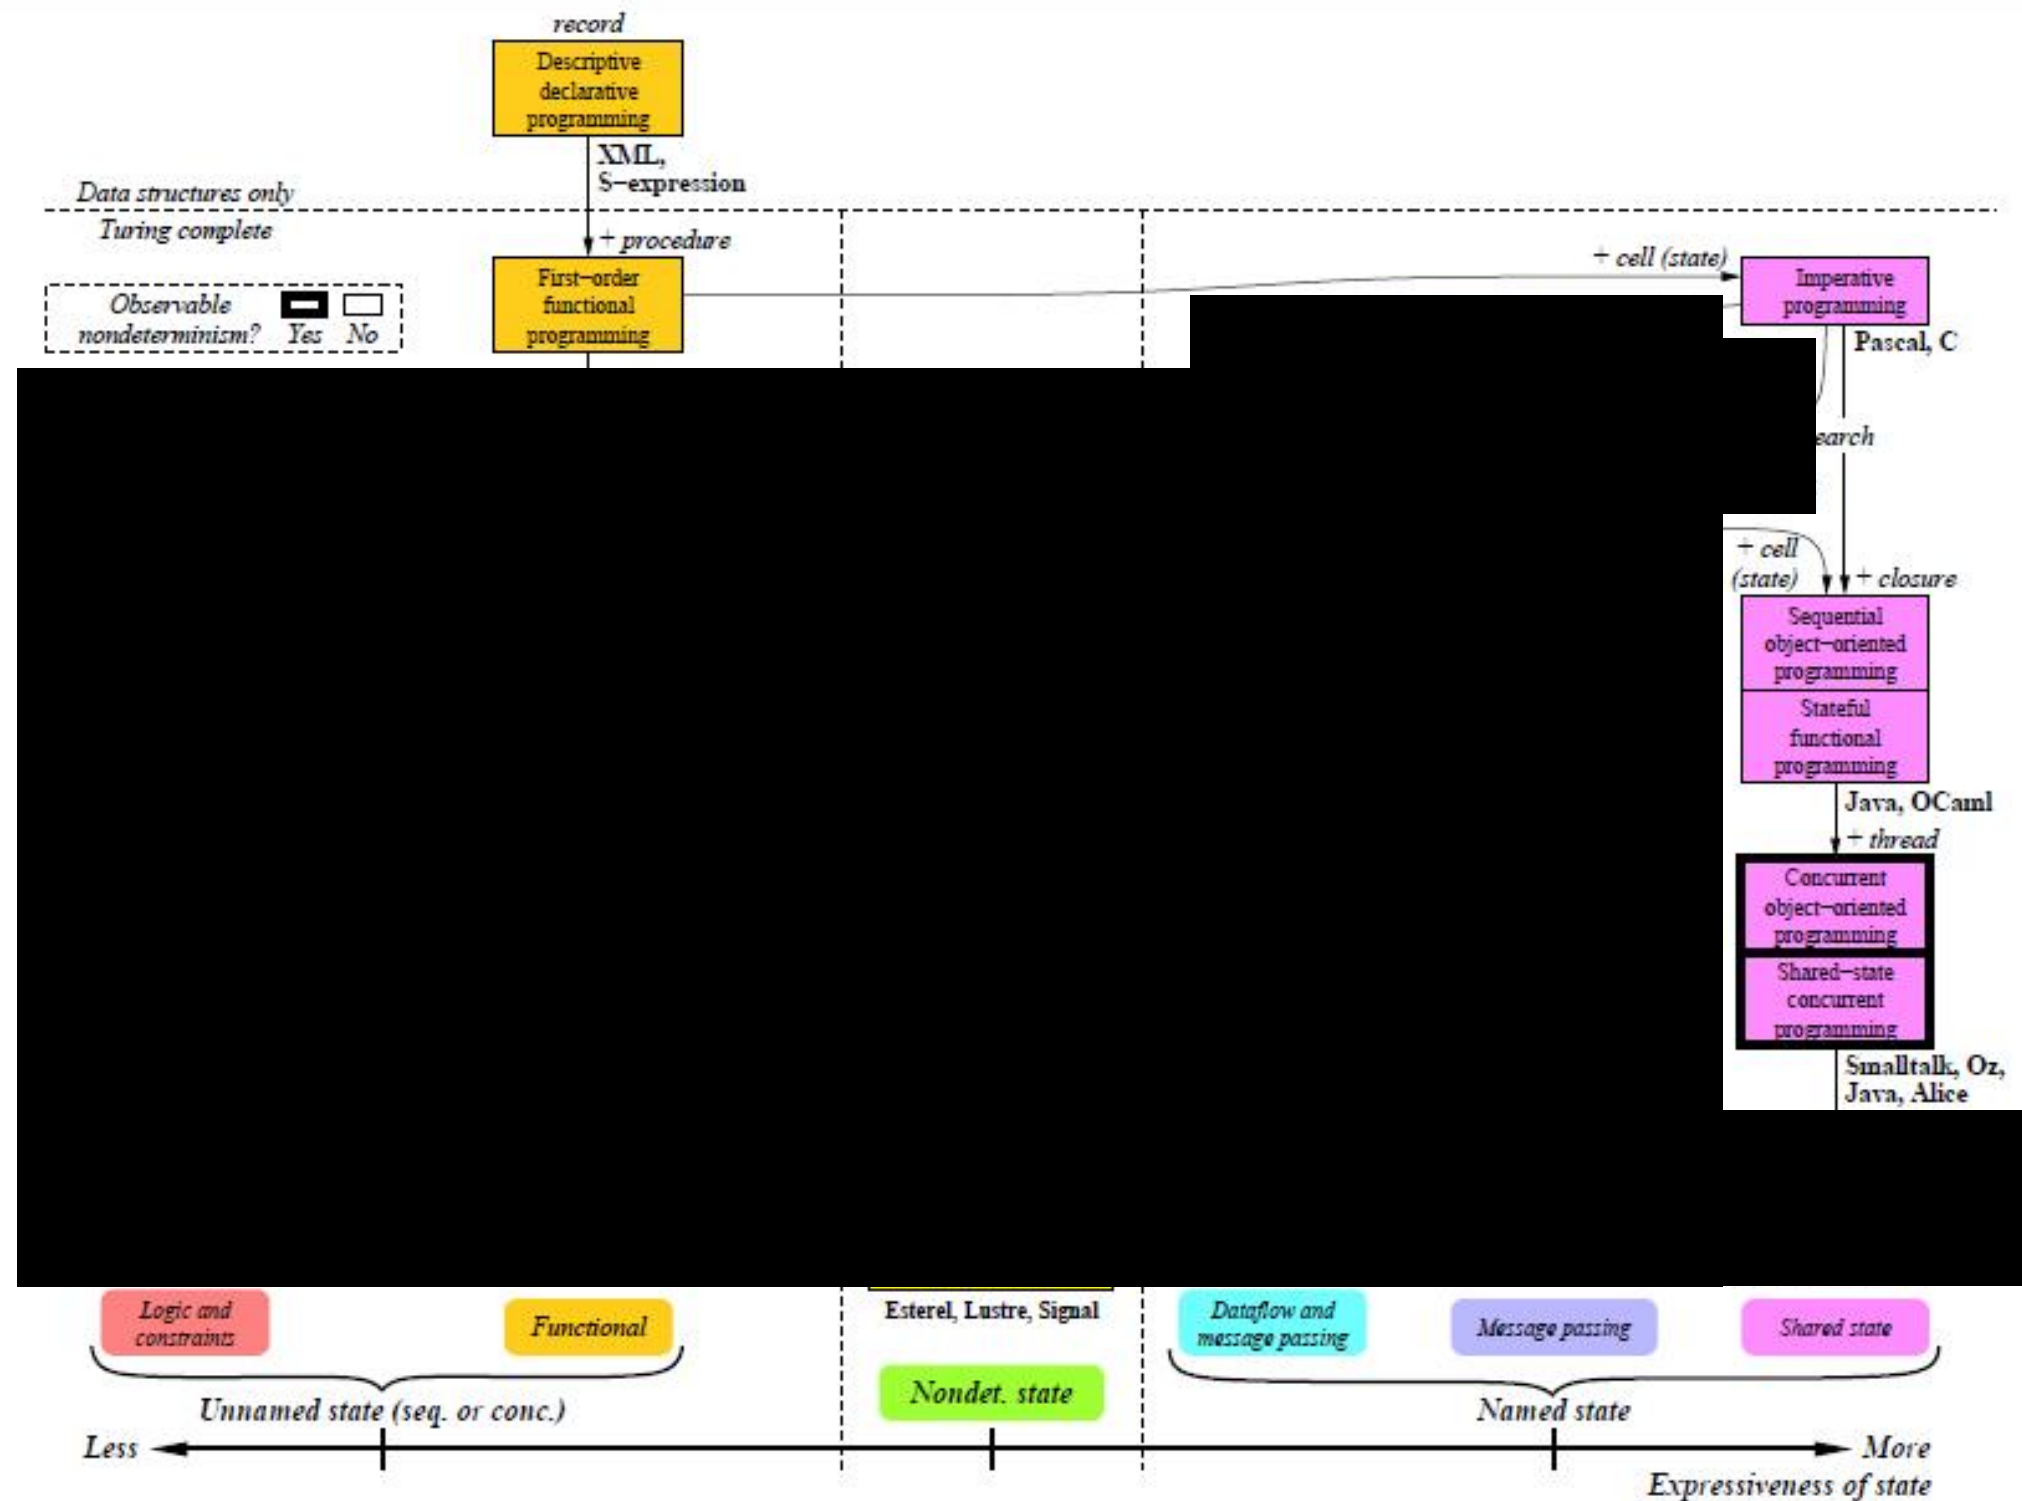 record
Descriptive
declarative
programming
XML,
S−expression
Data structures only
Turing complete
+ procedure
+ cell (state)
Observable
nondeterminism?
Yes
No
First−order
functional
programming
Imperative
programming
Pascal, C
earch
+ cell
(state)
+ closure
Sequential
object−oriented
programming
Stateful
functional
programming
Java, OCaml
+ thread
Concurrent
object−oriented
programming
Shared−state
concurrent
programming
Smalltalk, Oz,
Java, Alice
Logic and
constraints
Functional
Esterel, Lustre, Signal
Dataflow and
message passing
Message passing
Shared state
Nondet. state
Unnamed state (seq. or conc.)
Named state
Less
More
Expressiveness of state